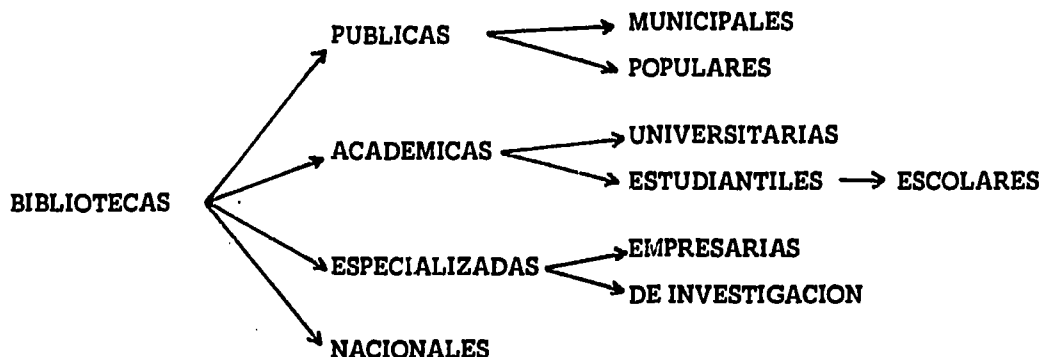 PUBLICAS
MUNICIPALES
POPULARES
ACADEMICAS
UNIVERSITARIAS
ESTUDIANTILES
ESCOLARES
BIBLIOTECAS
ESPECIALIZADAS
EMPRESARIAS
DE INVESTIGACION
NACIONALES